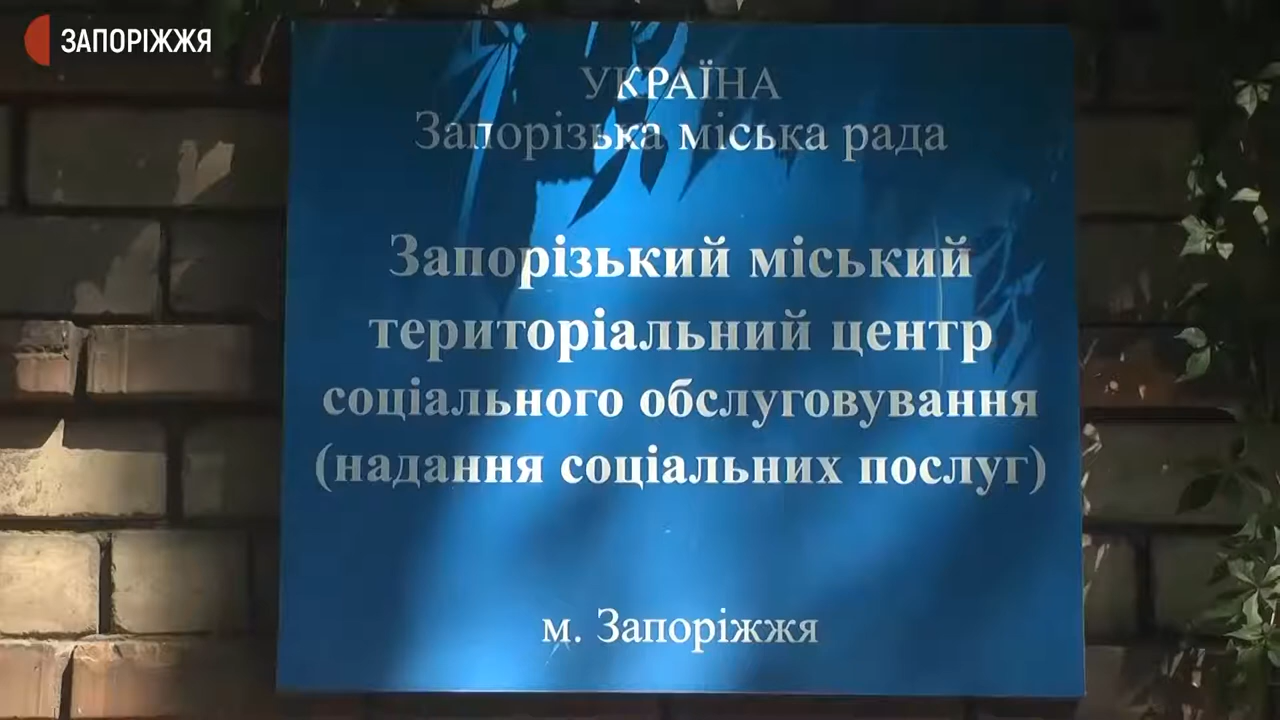 ЗАПОРІЖЖЯ
УКРАЇНА
Запорізька міська рада
Запорізький міський
територіальний центр
соціального обслуговування
(надання соціальних послуг)
м. Запоріжжя